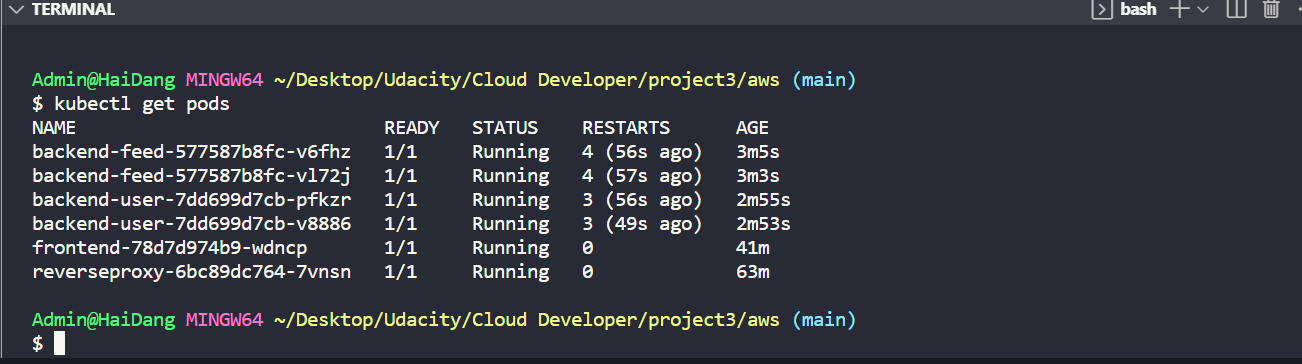 TERMINAL
bash
Admin@HaiDang MINGW64 ~/Desktop/Udacity/Cloud Developer/project3/aws (main)
$ kubectl get pods
NAME                                READY   STATUS    RESTARTS      AGE
backend-feed-577587b8fc-v6fhz   1/1     Running   4 (56s ago)   3m5s
backend-feed-577587b8fc-vl72j   1/1     Running   4 (57s ago)   3m3s
backend-user-7dd699d7cb-pfkzr   1/1     Running   3 (56s ago)   2m55s
backend-user-7dd699d7cb-v8886   1/1     Running   3 (49s ago)   2m53s
frontend-78d7d974b9-wdncp       1/1     Running   0             41m
reverseproxy-6bc89dc764-7vnsn   1/1     Running   0             63m
Admin@HaiDang MINGW64 ~/Desktop/Udacity/Cloud Developer/project3/aws (main)
$